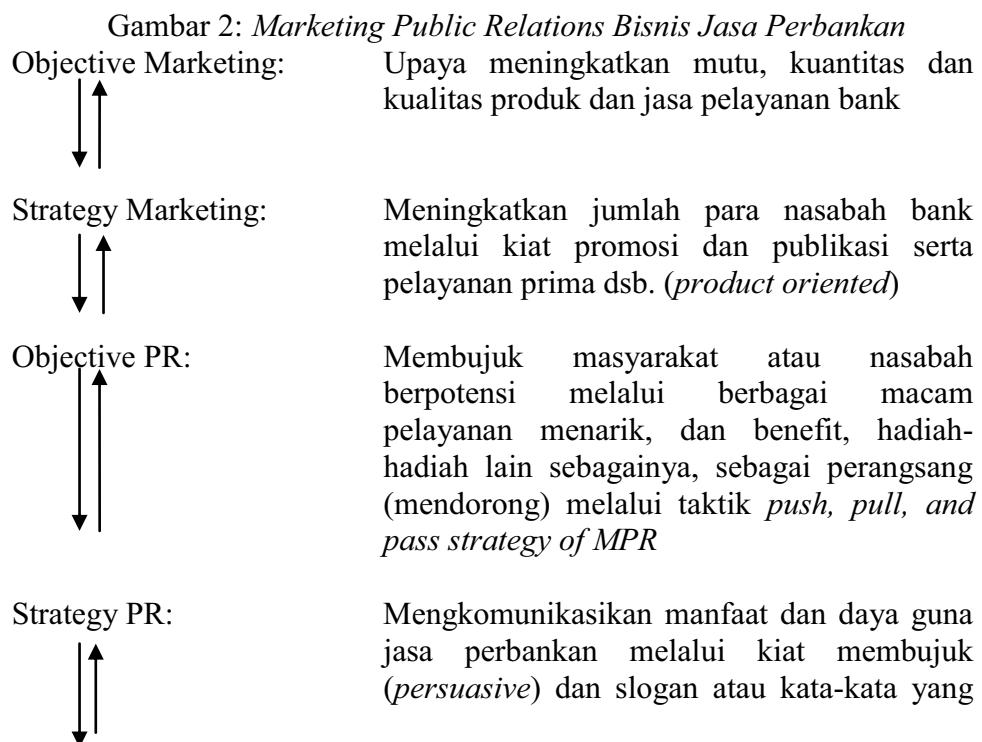 Gambar 2: Marketing Public Relations Bisnis Jasa Perbankan
Objective Marketing: Upaya meningkatkan mutu, kuantitas dan
kualitas produk dan jasa pelayanan bank
Strategy Marketing: Meningkatkan jumlah para nasabah bank
melalui kiat promosi dan publikasi serta
pelayanan prima dsb. (product oriented)
Objective PR: Membujuk masyarakat atau nasabah
berpotensi melalui berbagai macam
pelayanan menarik, dan benefit, hadiah-
hadiah lain sebagainya, sebagai perangsang
(mendorong) melalui taktik push, pull, and
pass strategy of MPR
Strategy PR: Mengkomunikasikan manfaat dan daya guna
jasa perbankan melalui kiat membujuk
(persuasive) dan slogan atau kata-kata yang